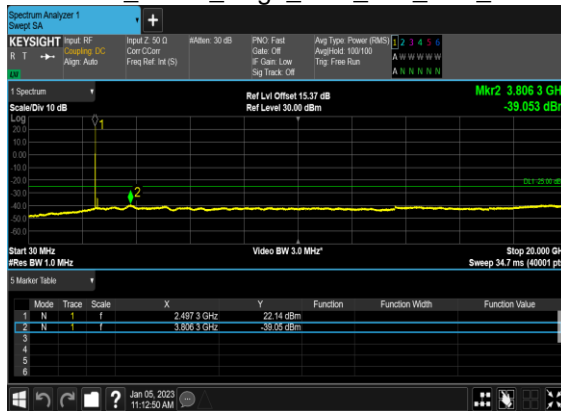 Spectrum Analyzer 1
Swept SA
+
KEYSIGHT Input: RF Input Z: 50 Ω #Atten: 30 dB PNO: Fast Avg Type: Power (RMS) 1 2 3 4 5 6
R T Coupling: DC Corr CCorr Gate: Off Avg|Hold: 100/100 A W W W W W
Align: Auto Freq Ref: Int (S) IF Gain: Low Trig: Free Run
Sig Track: Off A N N N N N
1 Spectrum Ref Lvl Offset 15.37 dB Mkr2 3.806 3 GH
Scale/Div 10 dB Ref Level 30.00 dBm -39.053 dBr
Log
20.0
10.0
0.00
-10.0
-20.0
-30.0
-40.0
-50.0
-60.0
1
2
DL1 -25.00 dB
Start 30 MHz Video BW 3.0 MHz* Stop 20.000 GH
#Res BW 1.0 MHz Sweep 34.7 ms (40001 pt
5 Marker Table
Mode Trace Scale X Y Function Function Width Function Value
1 N 1 f 2.497 3 GHz 22.14 dBm
2 N 1 f 3.806 3 GHz -39.05 dBm
3
4
5
6
? Jan 05, 2023
11:12:50 AM